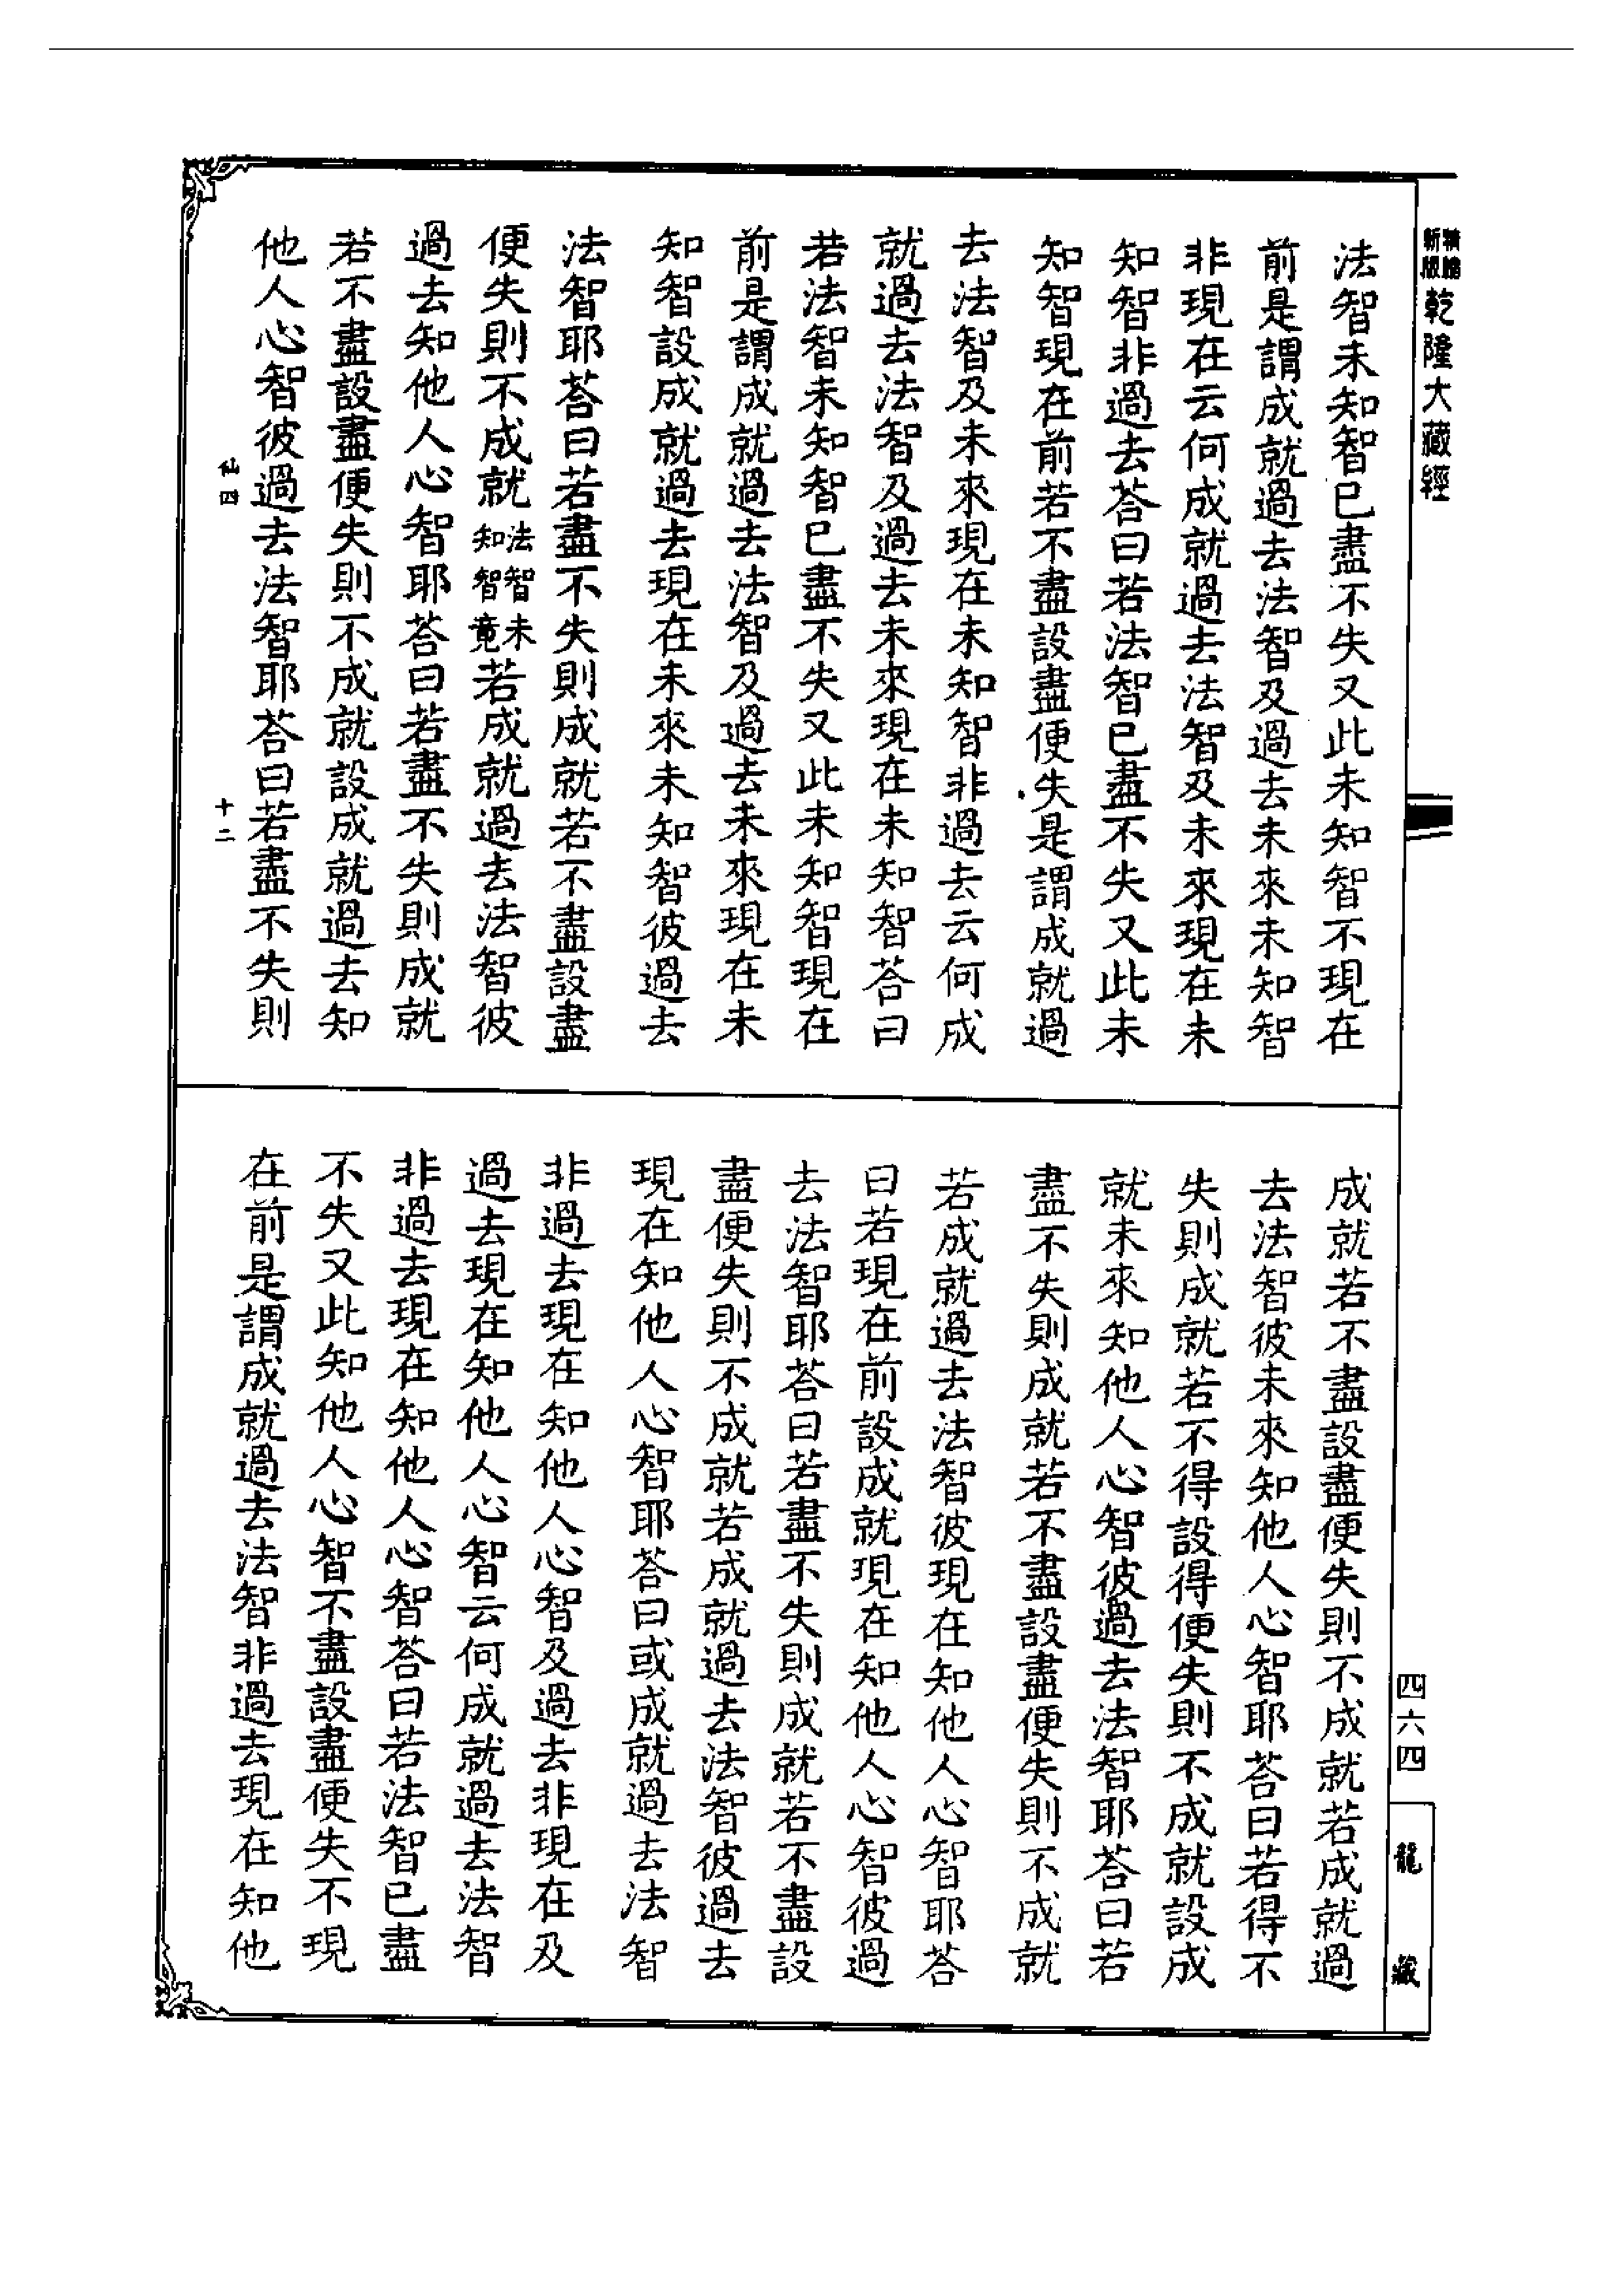 新版精縮乾隆大藏經
法智未知智已盡不失又此未知智不現在
前是謂成就過去法智及過去未來未知智
非現在云何成就過去法智及未來現在未
知智非過去荅曰若法智已盡不失又此未
知智現在前若不盡設盡便失是謂成就過
去法智及未來現在未知智非過去云何成
就過去法智及過去未來現在未知智荅曰
若法智未知智已盡不失又此未知智現在
前是謂成就過去法智及過去未來現在未
知智設成就過去現在未來未知智彼過去
法智耶荅曰若盡不失則成就若不盡設盡
便失則不成就法智未知智竟若成就過去法智彼
過去知他人心智耶荅曰若盡不失則成就
若不盡設盡便失則不成就設成就過去知
他人心智彼過去法智耶荅曰若盡不失則
仙四
十二
成就若不盡設盡便失則不成就若成就過
去法智彼未來知他人心智耶荅曰若得不
失則成就若不得設得便失則不成就設成
就未來知他人心智彼過去法智耶荅曰若
盡不失則成就若不盡設盡便失則不成就
若成就過去法智彼現在知他人心智耶荅
曰若現在前設成就現在知他人心智彼過
去法智耶荅曰若盡不失則成就若不盡設
盡便失則不成就若成就過去法智彼過去
現在知他人心智耶荅曰或成就過去法智
非過去現在知他人心智及過去非現在及
過去現在知他人心智云何成就過去法智
非過去現在知他人心智荅曰若法智已盡
不失又此知他人心智不盡設盡便失不現
在前是謂成就過去法智非過去現在知他
四六四
龍藏